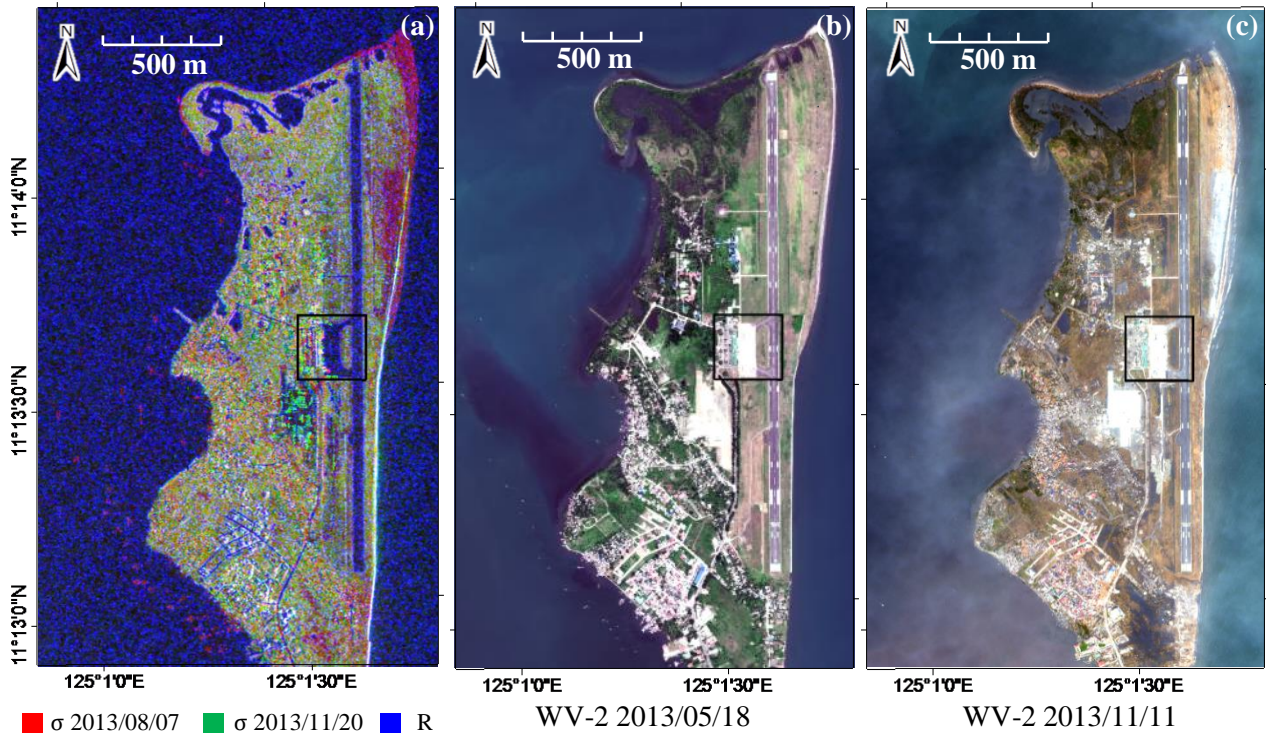 (a)
N
500 m
11°14'0"N
11°13'30"N
11°13'0"N
125°1'0"E
125°1'30"E
σ 2013/08/07
σ 2013/11/20
R
b)
N
500 m
125°1'0"E
125°1'30"E
WV-2 2013/05/18
(c)
N
500 m
125°1'0"E
125°1'30"E
WV-2 2013/11/11